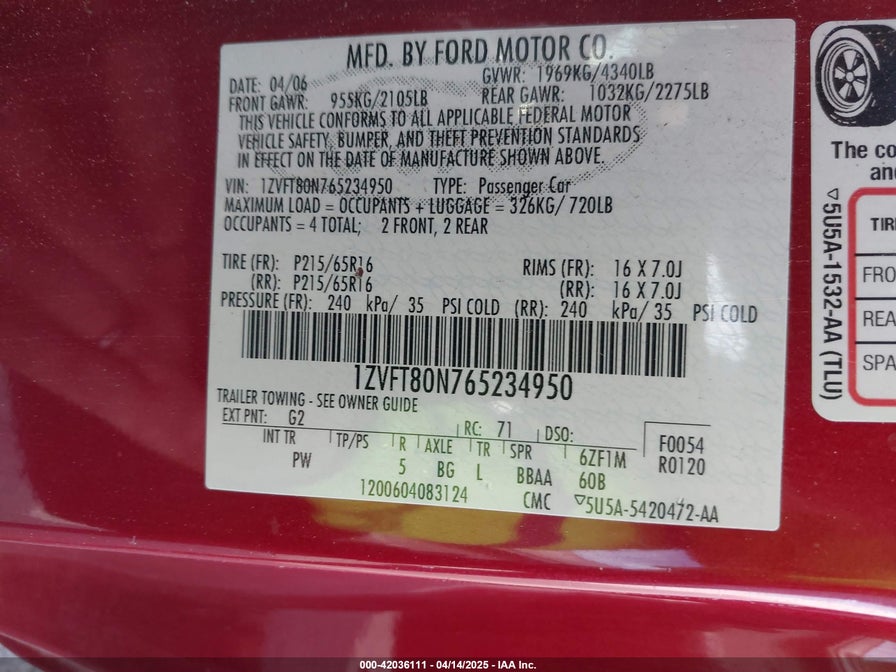 MFD. BY FORD MOTOR CO.
DATE: 04/06 GVWR: 1969KG/4340LB
FRONT GAWR: 955KG/2105LB REAR GAWR: 1032KG/2275LB
THIS VEHICLE CONFORMS TO ALL APPLICABLE FEDERAL MOTOR
VEHICLE SAFETY, BUMPER, AND THEFT PREVENTION STANDARDS
IN EFFECT ON THE DATE OF MANUFACTURE SHOWN ABOVE.
VIN: 1ZVFT80N765234950 TYPE: Passenger Car
MAXIMUM LOAD = OCCUPANTS + LUGGAGE = 326KG/ 720LB
OCCUPANTS = 4 TOTAL; 2 FRONT, 2 REAR
TIRE (FR): P215/65R16 RIMS (FR): 16 X 7.0J
(RR): P215/65R16 (RR): 16 X 7.0J
PRESSURE (FR): 240 kPa/ 35 PSI COLD (RR): 240 kPa/ 35 PSI COLD
1ZVFT80N765234950
TRAILER TOWING - SEE OWNER GUIDE
EXT PNT: G2 RC: 71 DSO: F0054
INT TR TP/PS R AXLE TR SPR 6ZF1M R0120
PW 5 BG L BBAA 60B
1200604083124 CMC ▽5U5A-5420472-AA
The co
an
▽5U5A-1532-AA (TLU)
TIR
FRO
REA
SPA
000-42036111 - 04/14/2025 - IAA Inc.